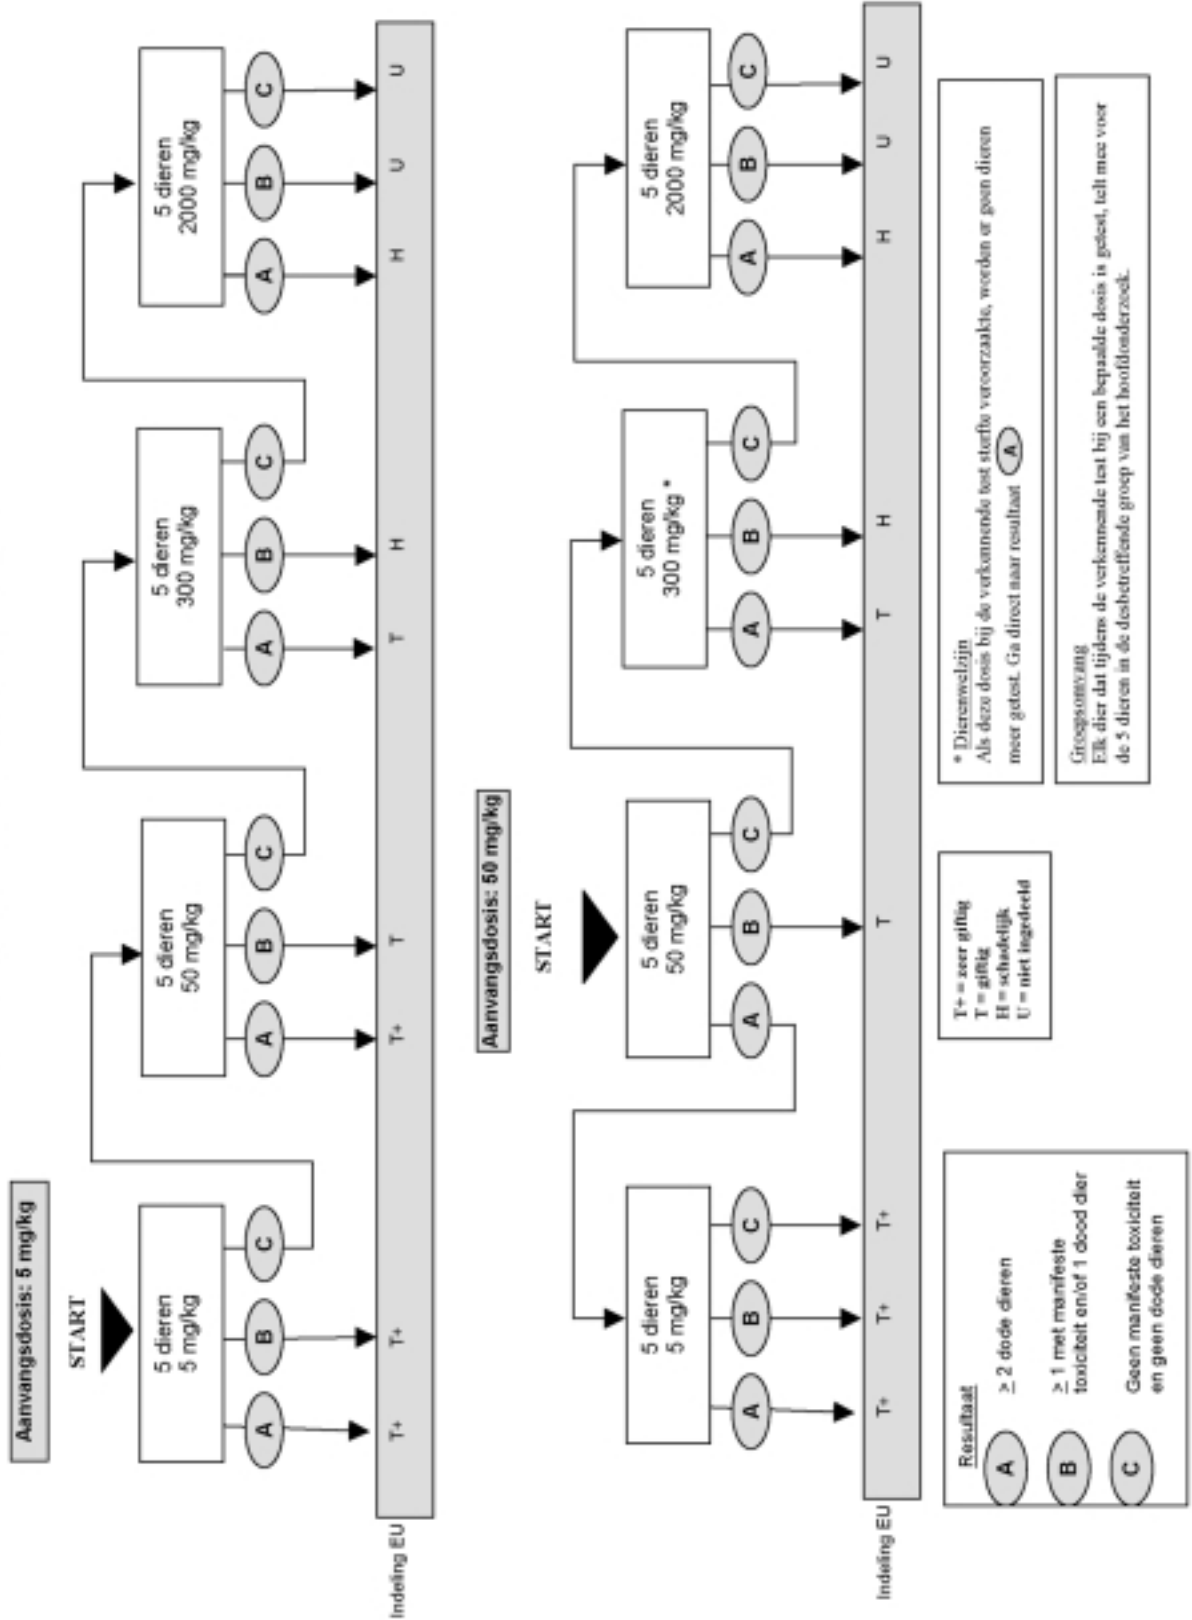 Aanvangsdosis: 5 mg/kg
START
5 dieren
5 mg/kg
5 dieren
50 mg/kg
5 dieren
300 mg/kg
5 dieren
2000 mg/kg
A
B
C
A
B
C
A
B
C
A
B
C
Indeling EU
T+
T+
T+
T
T
H
H
U
U
Aanvangsdosis: 50 mg/kg
START
5 dieren
5 mg/kg
5 dieren
50 mg/kg
5 dieren
300 mg/kg *
5 dieren
2000 mg/kg
A
B
C
A
B
C
A
B
C
A
B
C
Indeling EU
T+
T+
T+
T
T
H
H
U
U
Resultaat
A
≥ 2 dode dieren
B
≥ 1 met manifeste
toxiciteit en/of 1 dood dier
C
Geen manifeste toxiciteit
en geen dode dieren
T+ = zeer giftig
T = giftig
H = schadelijk
U = niet ingedeeld
* Dierenwelzijn
Als deze dosis bij de verkennende test sterfte veroorzaakte, worden er geen dieren
meer getest. Ga direct naar resultaat A
Groepsomvang
Elk dier dat tijdens de verkennende test bij een bepaalde dosis is getest, telt mee voor
de 5 dieren in de desbetreffende groep van het hoofdonderzoek.